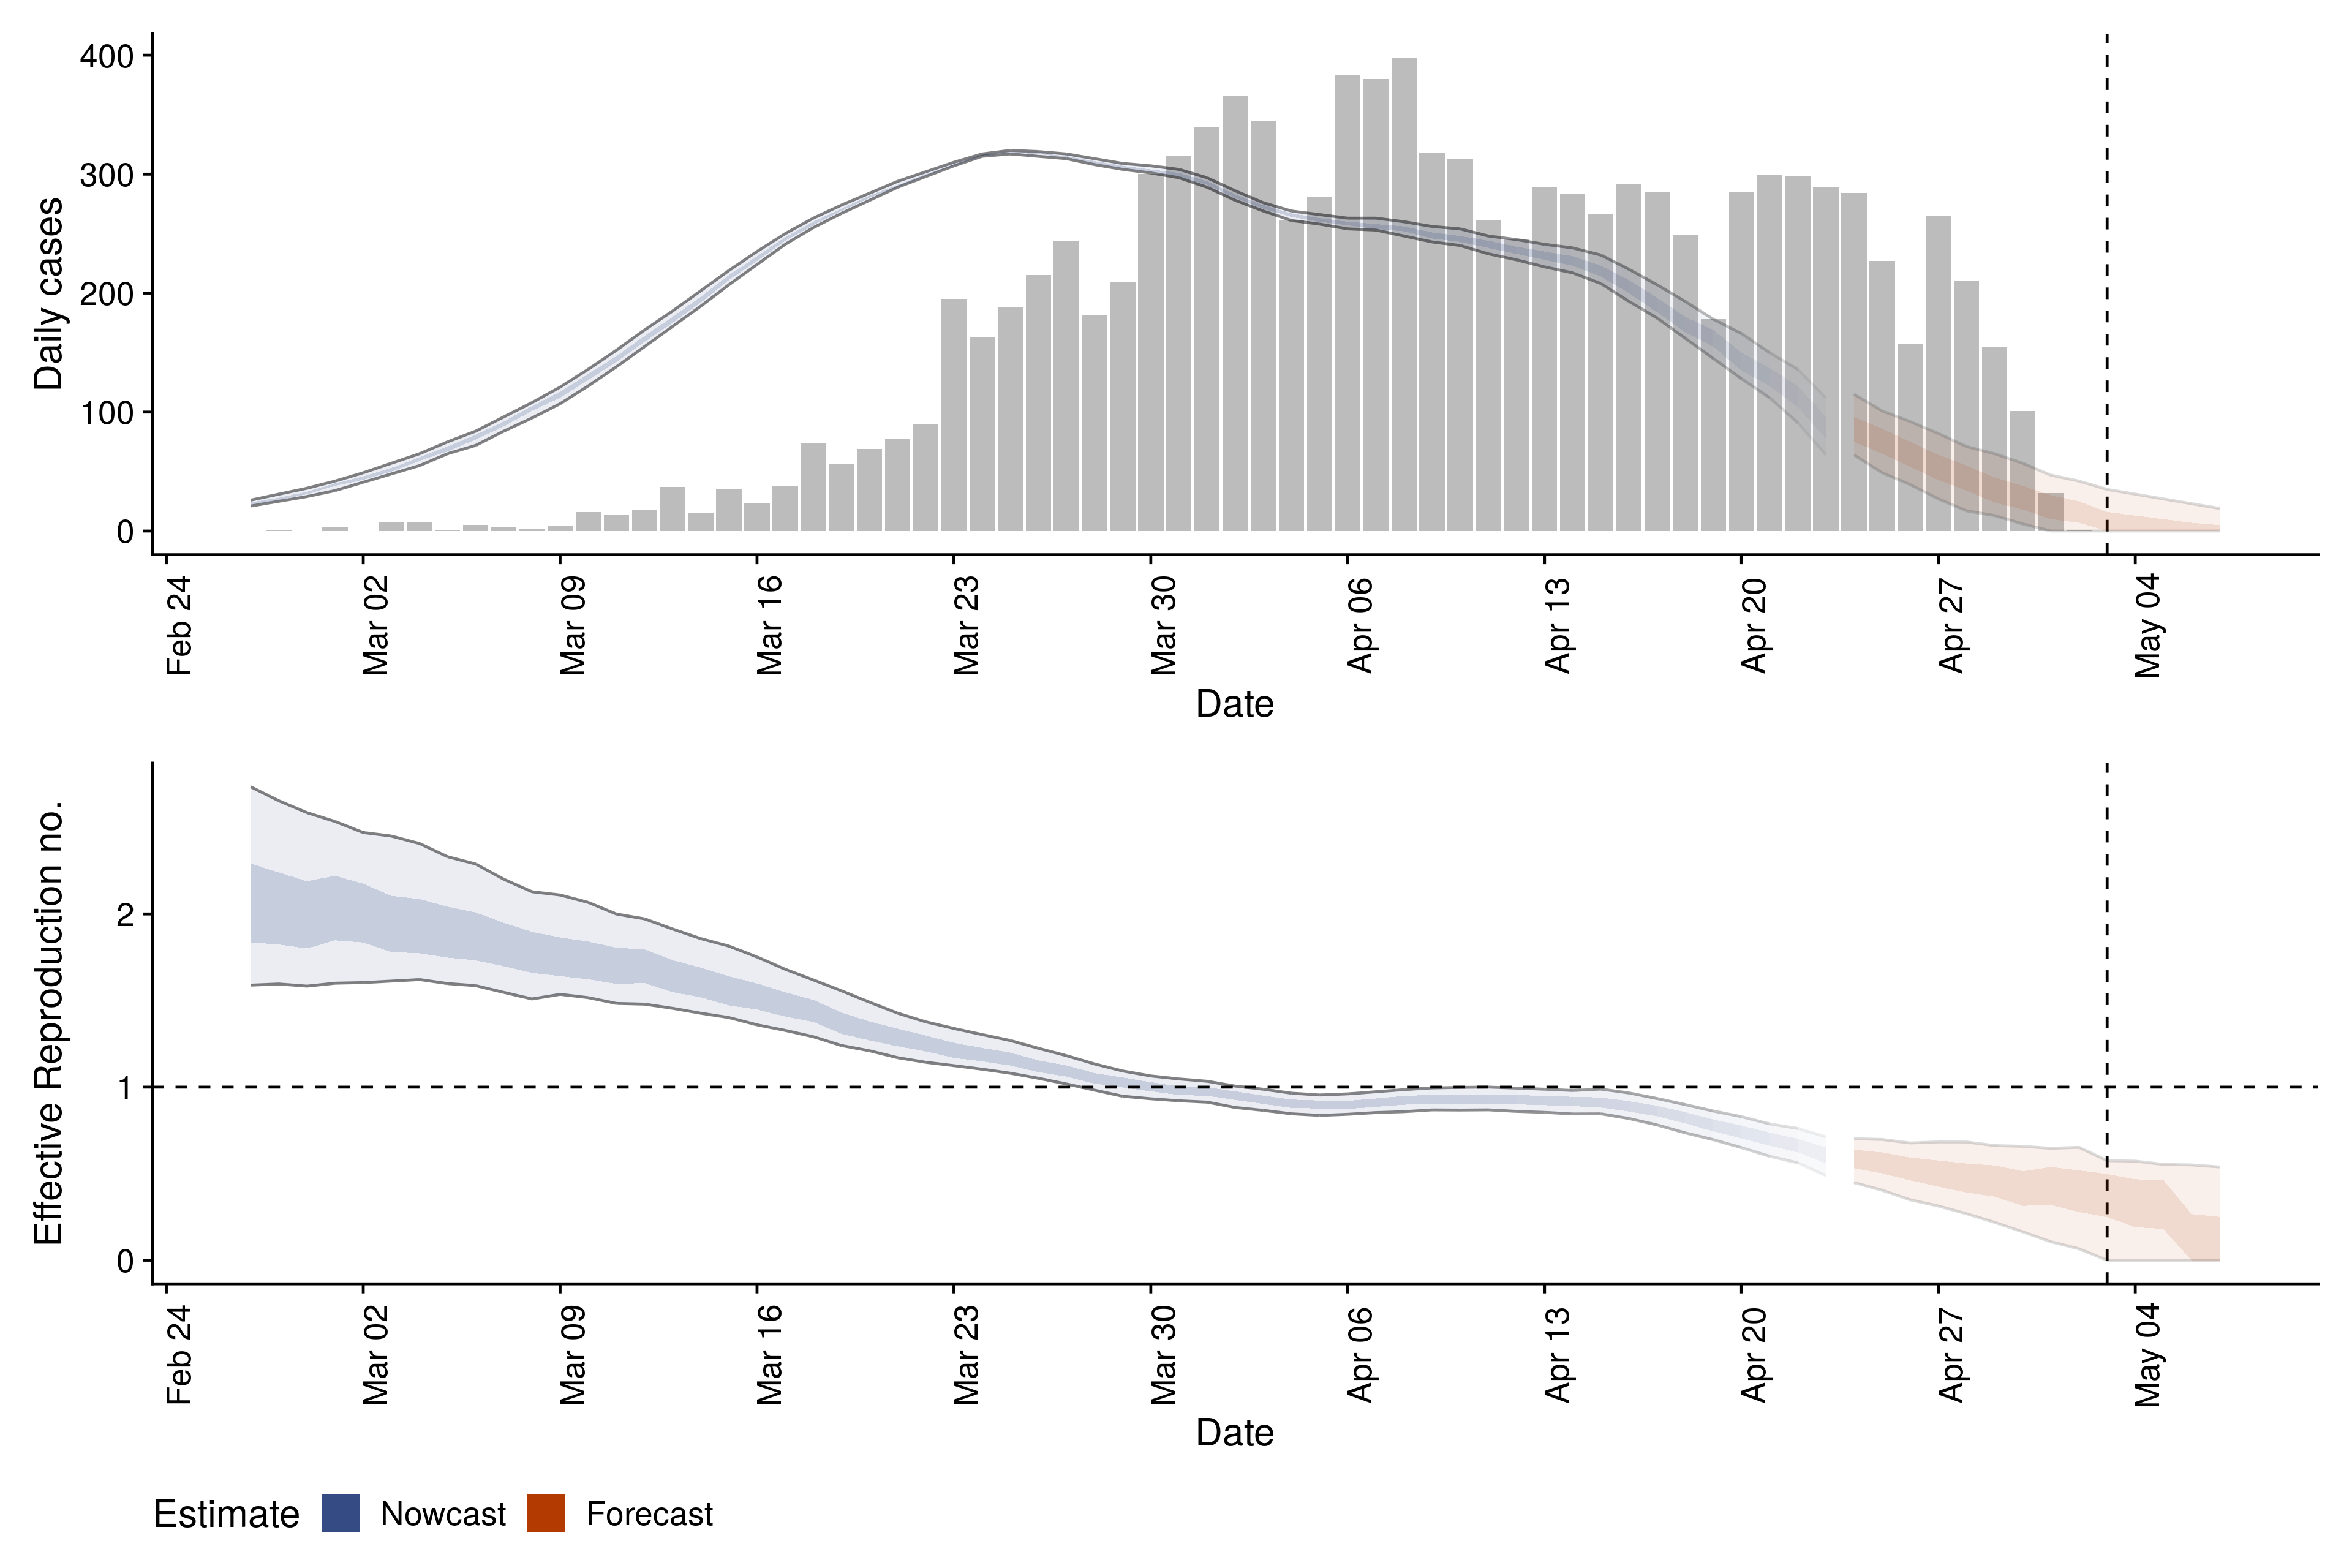 Daily cases
400
300
200
100
0
Feb 24
Mar 02
Mar 09
Mar 16
Mar 23
Mar 30
Apr 06
Apr 13
Apr 20
Apr 27
May 04
Date
Effective Reproduction no.
2
1
0
Feb 24
Mar 02
Mar 09
Mar 16
Mar 23
Mar 30
Apr 06
Apr 13
Apr 20
Apr 27
May 04
Date
Estimate Nowcast Forecast